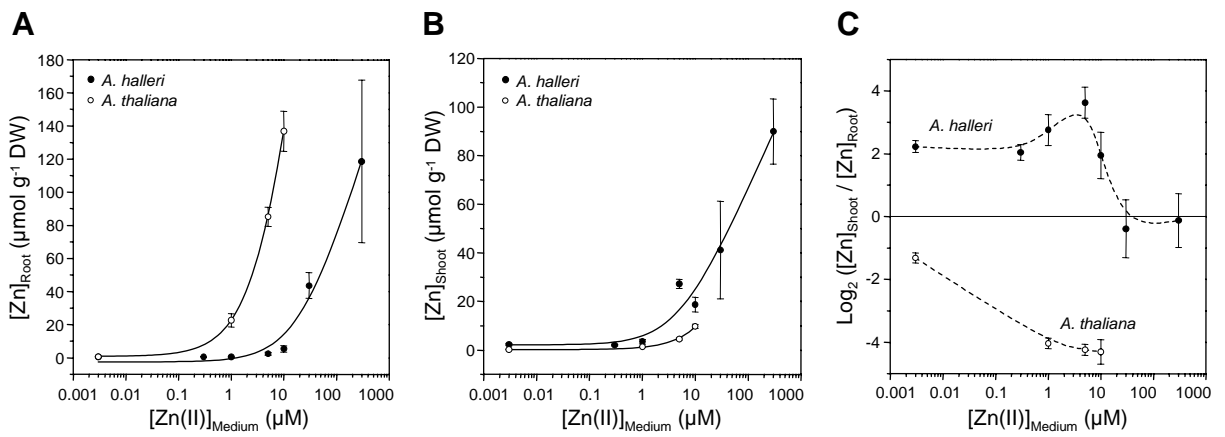 A
[Zn]Root (µmol g-1 DW)
180
160
140
120
100
80
60
40
20
0
A. halleri
A. thaliana
0.001
0.01
0.1
1
10
100
1000
[Zn(II)]Medium (µM)
B
[Zn]Shoot (µmol g-1 DW)
120
100
80
60
40
20
0
A. halleri
A. thaliana
0.001
0.01
0.1
1
10
100
1000
[Zn(II)]Medium (µM)
C
Log2 ([Zn]Shoot / [Zn]Root)
4
2
0
-2
-4
A. halleri
A. thaliana
0.001
0.01
0.1
1
10
100
1000
[Zn(II)]Medium (µM)